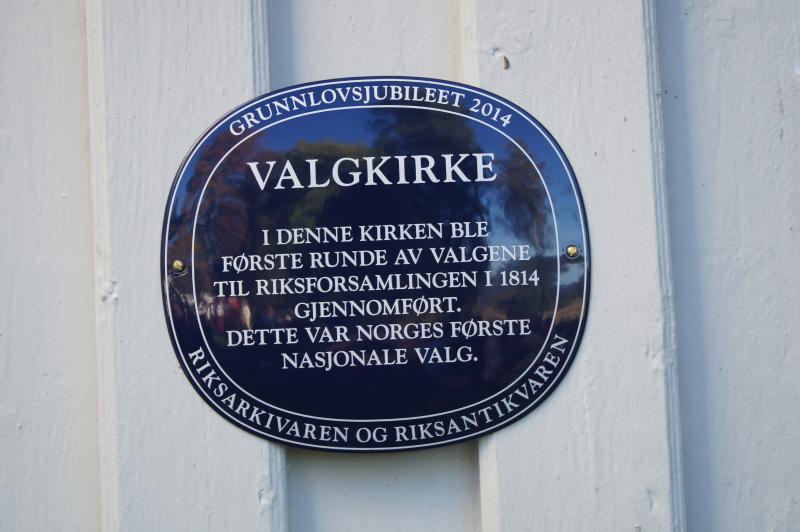 GRUNNLOVSJUBILEET 2014
VALGKIRKE
I DENNE KIRKEN BLE
FØRSTE RUNDE AV VALGENE
TIL RIKSFORSAMLINGEN I 1814
GJENNOMFØRT.
DETTE VAR NORGES FØRSTE
NASJONALE VALG.
RIKSARKIVAREN OG RIKSANTIKVAREN